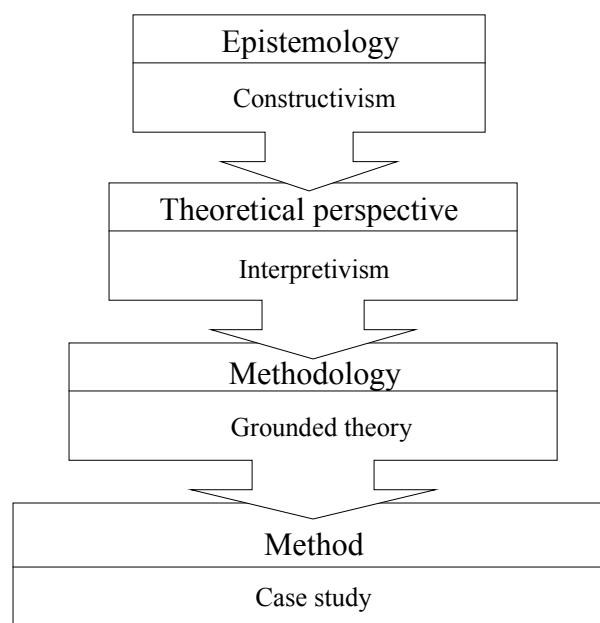 Epistemology
Constructivism
Theoretical perspective
Interpretivism
Methodology
Grounded theory
Method
Case study